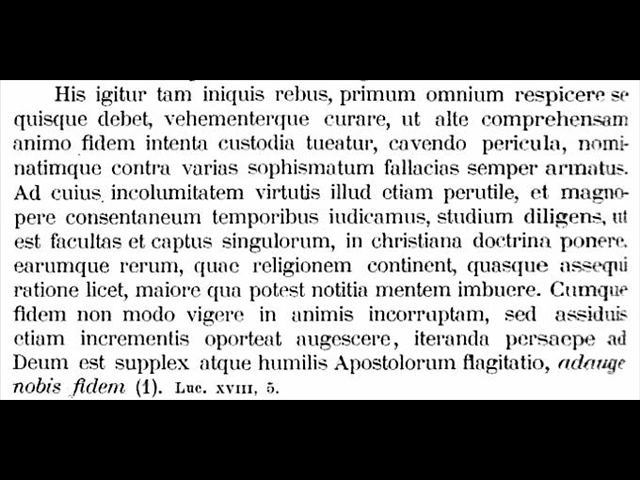 His igitur tam iniquis rebus, primum omnium respicere se
quisque debet, vehementerque curare, ut alte comprehensam
animo fidem intenta custodia tueatur, cavendo pericula, nomi-
natimque contra varias sophismatum fallacias semper armatus.
Ad cuius incolumitatem virtutis illud etiam perutile, et magno-
pere consentaneum temporibus iudicamus, studium diligens, ut
est facultas et captus singulorum, in christiana doctrina ponere,
earumque rerum, quae religionem continent, quasque assequi
ratione licet, maiore qua potest notitia mentem imbuere. Cumque
fidem non modo vigere in animis incorruptam, sed assiduis
etiam incrementis oporteat augescere, iteranda persaepe ad
Deum est supplex atque humilis Apostolorum flagitatio, adauge
nobis fidem (1). Luc. XVIII, 5.